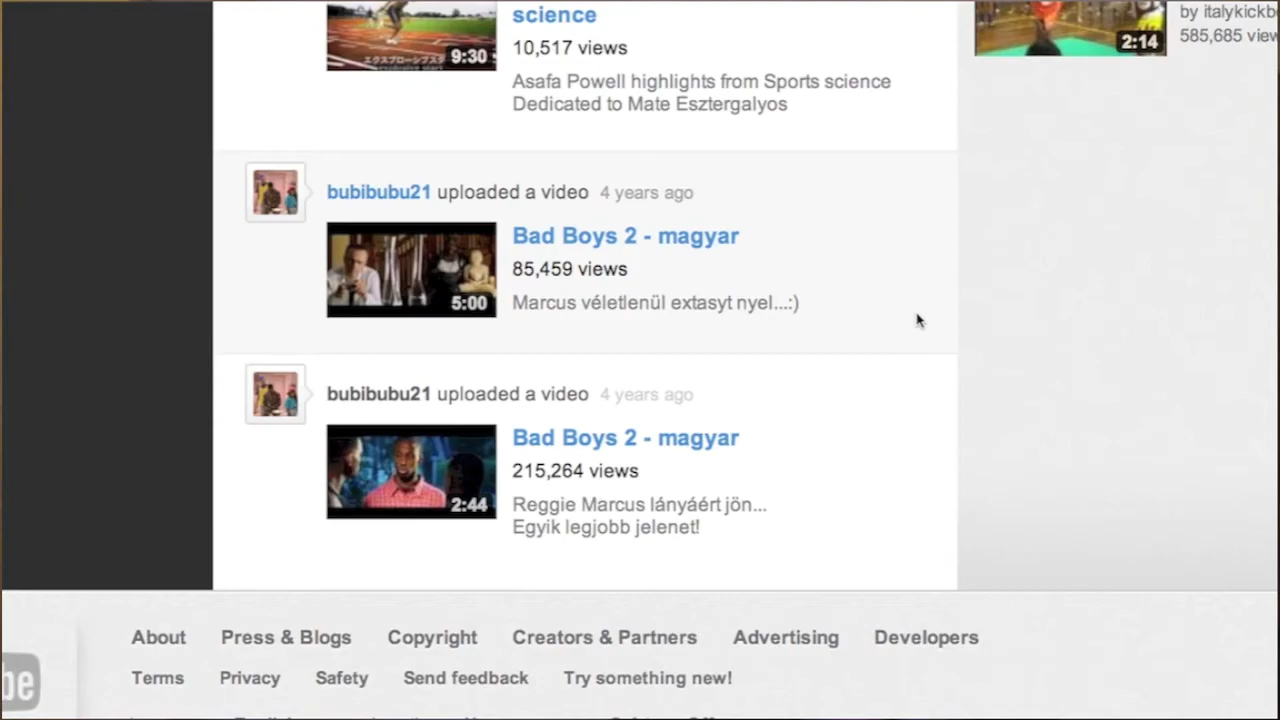 science
10,517 views
9:30
Asafa Powell highlights from Sports science
Dedicated to Mate Esztergalyos
by italykickb
585,685 view
2:14
bubibubu21 uploaded a video 4 years ago
Bad Boys 2 - magyar
85,459 views
5:00
Marcus véletlenül extasyt nyel...:)
bubibubu21 uploaded a video 4 years ago
Bad Boys 2 - magyar
215,264 views
2:44
Reggie Marcus lányáért jön...
Egyik legjobb jelenet!
About Press & Blogs Copyright Creators & Partners Advertising Developers
Terms Privacy Safety Send feedback Try something new!
be